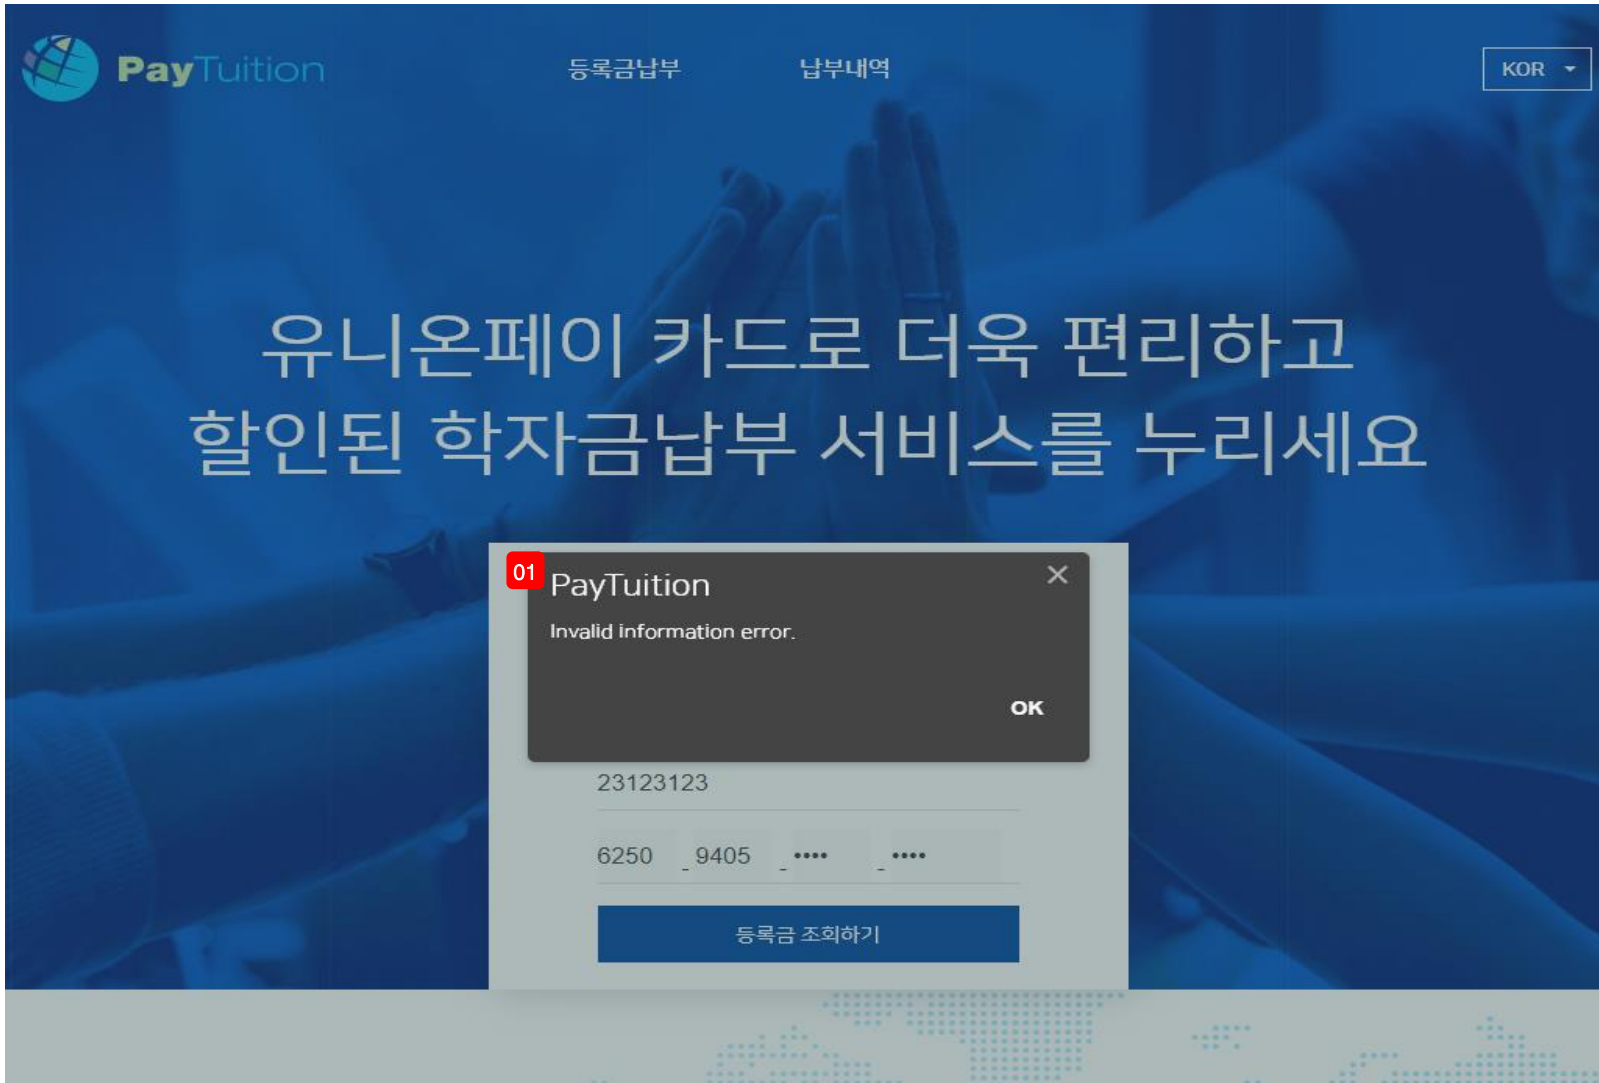 PayTuition
등록금납부
납부내역
KOR
유니온페이 카드로 더욱 편리하고
할인된 학자금납부 서비스를 누리세요
01
PayTuition
Invalid information error.
OK
23123123
6250 - 9405 - •••• - ••••
등록금 조회하기